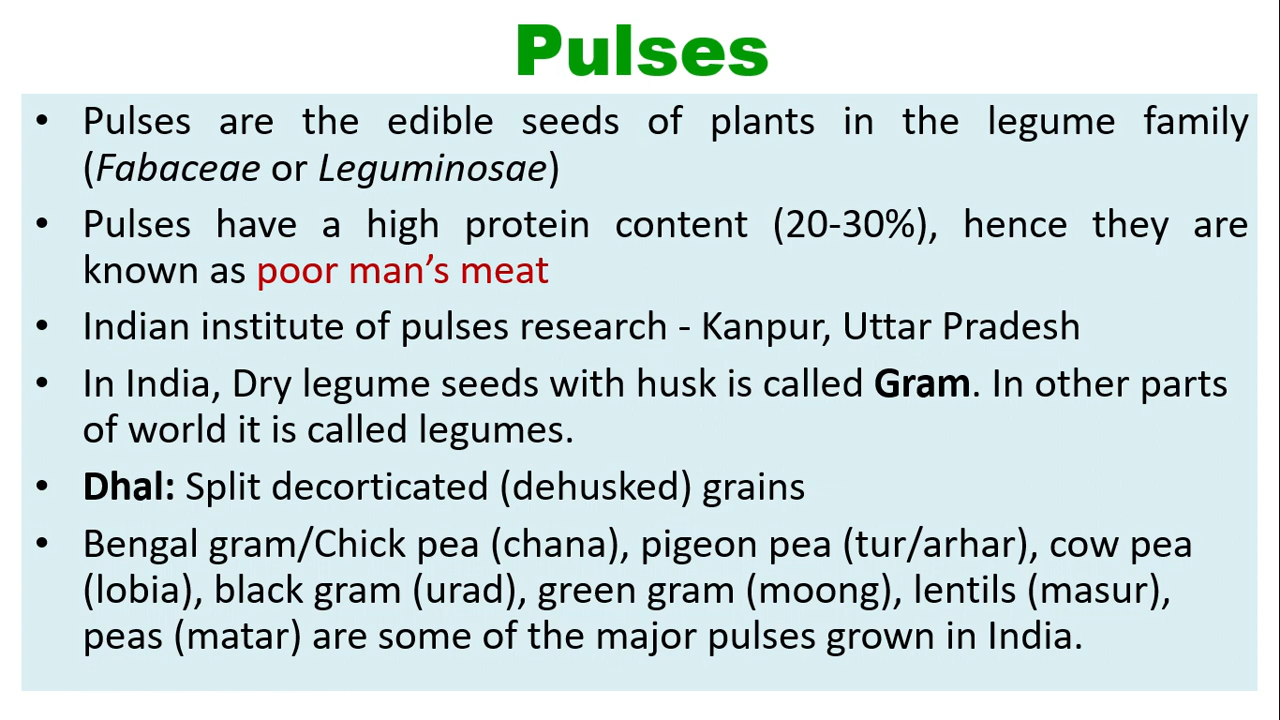 Pulses
• Pulses are the edible seeds of plants in the legume family
(Fabaceae or Leguminosae)
• Pulses have a high protein content (20-30%), hence they are
known as poor man’s meat
• Indian institute of pulses research - Kanpur, Uttar Pradesh
• In India, Dry legume seeds with husk is called Gram. In other parts
of world it is called legumes.
• Dhal: Split decorticated (dehusked) grains
• Bengal gram/Chick pea (chana), pigeon pea (tur/arhar), cow pea
(lobia), black gram (urad), green gram (moong), lentils (masur),
peas (matar) are some of the major pulses grown in India.